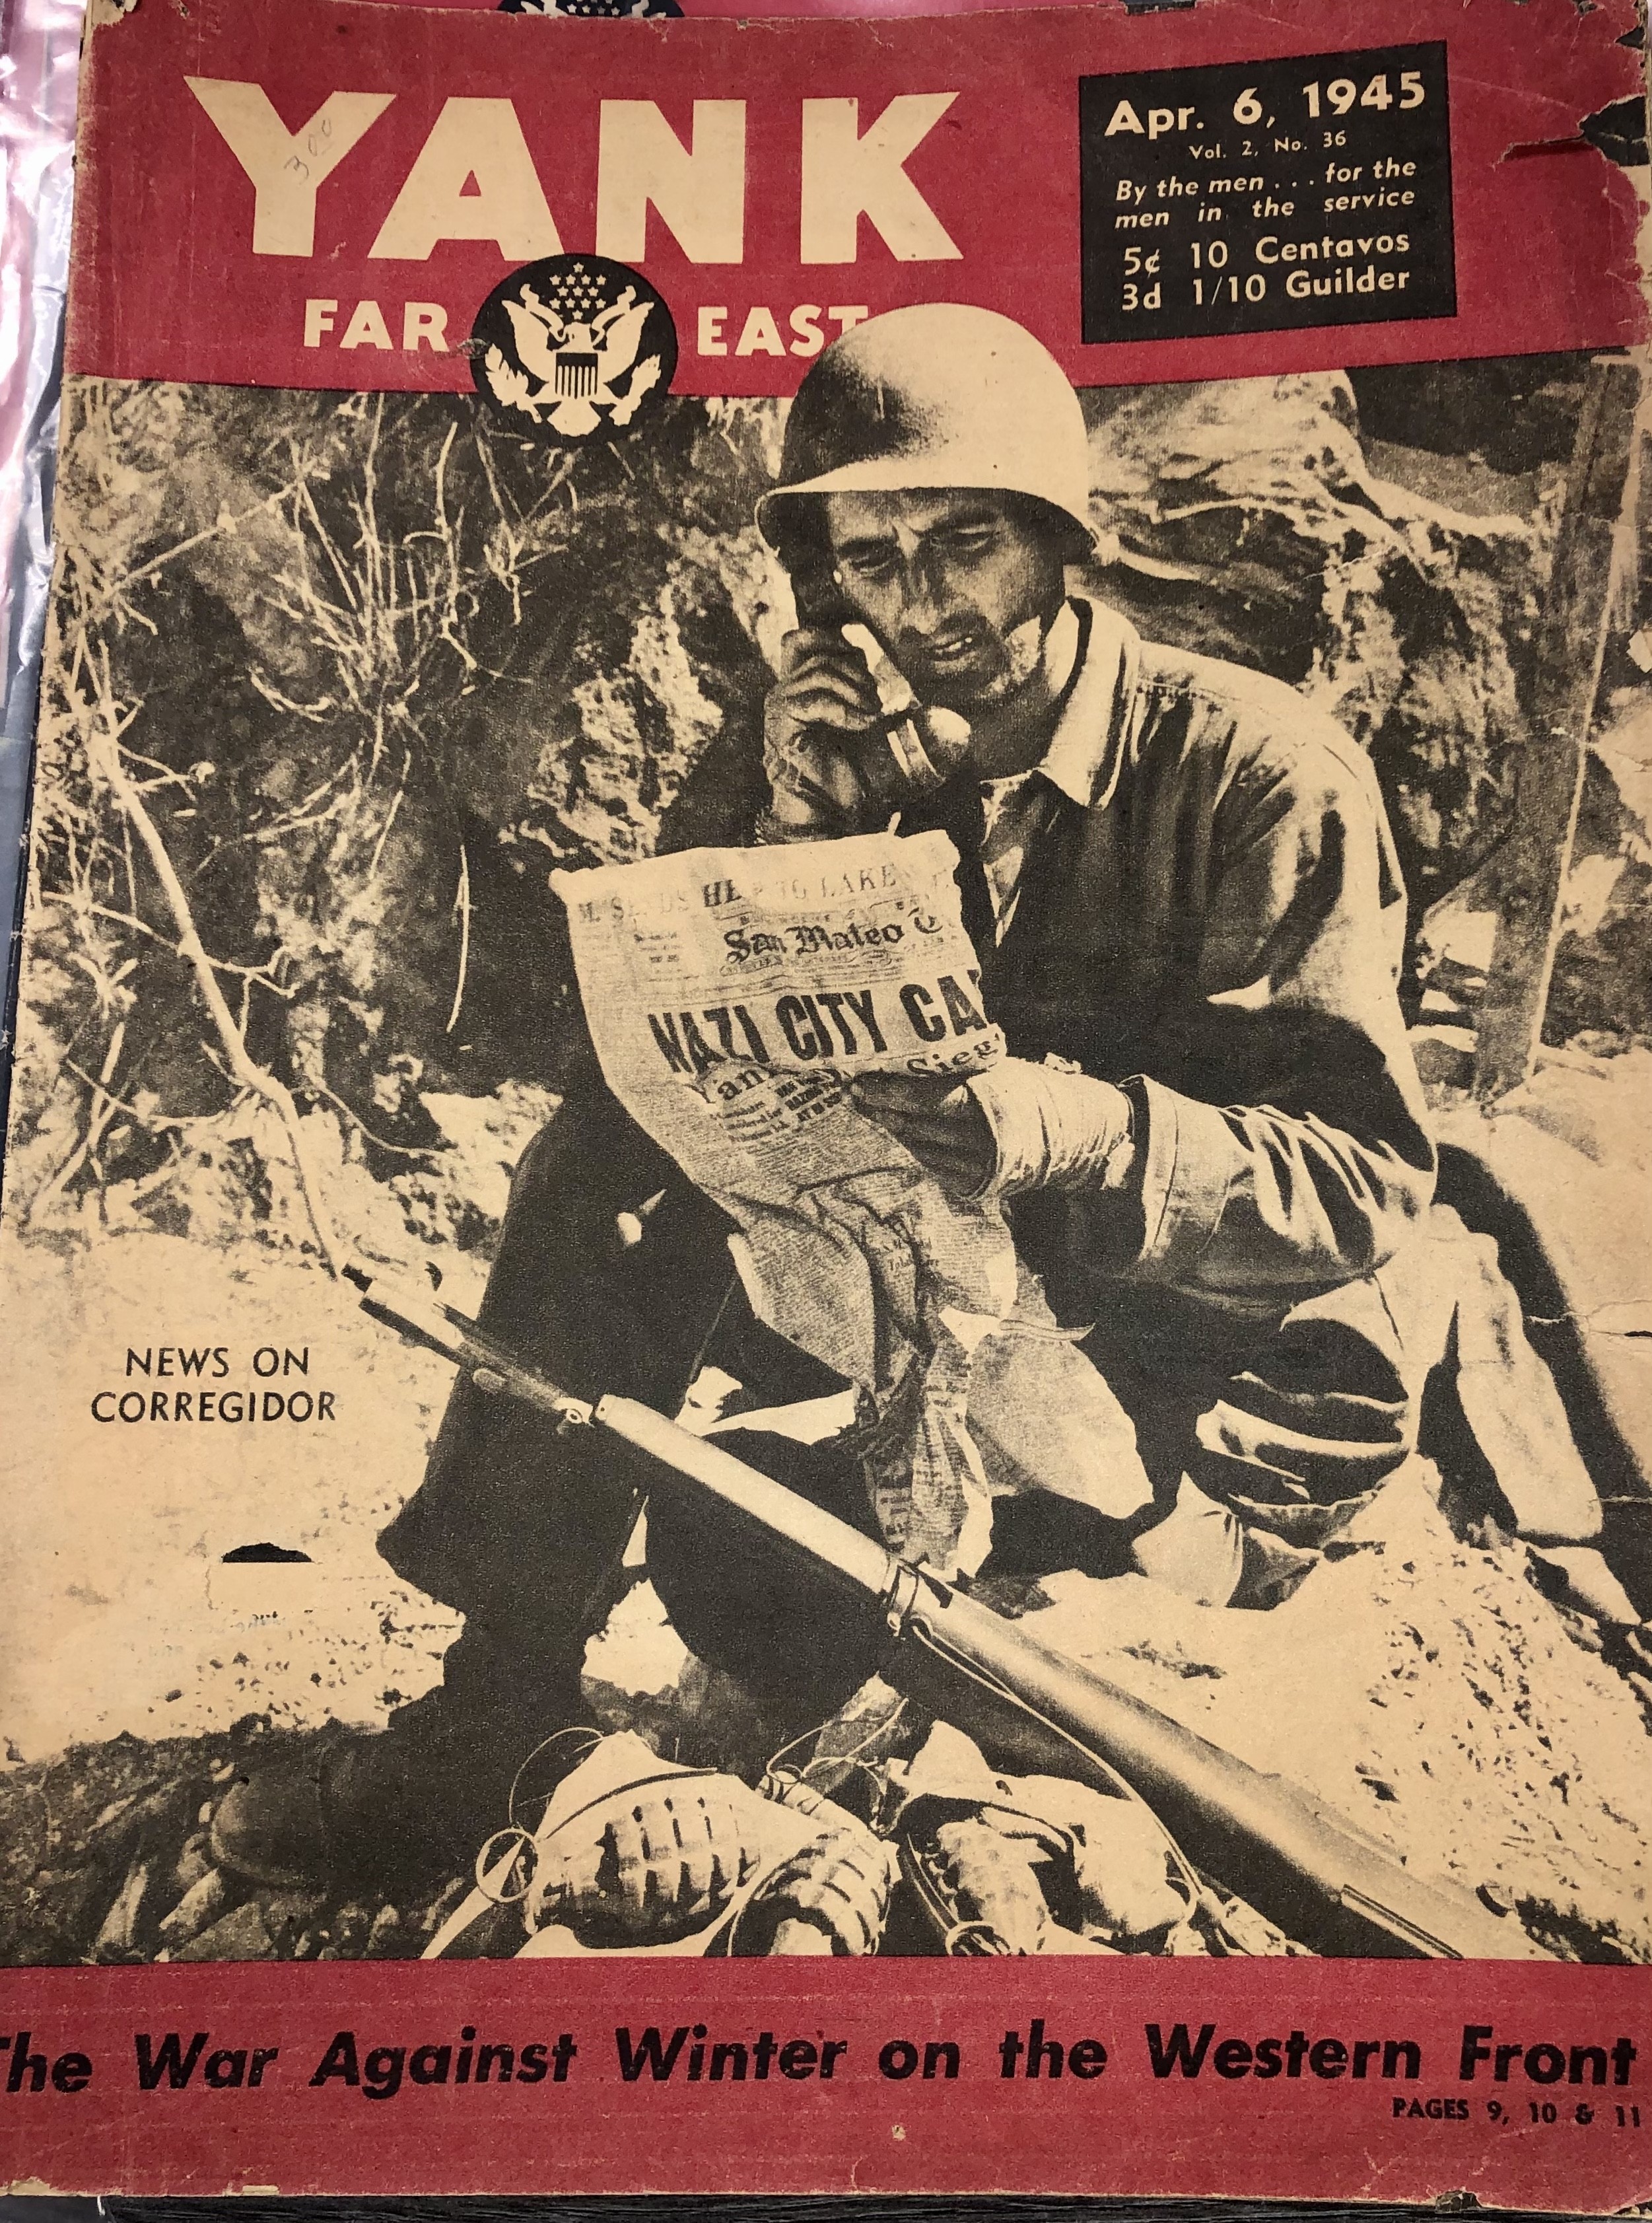 YANK
FAR EAST
Apr. 6, 1945
Vol. 2, No. 36
By the men . . . for the
men in the service
5¢ 10 Centavos
3d 1/10 Guilder
LAKE
San Mateo
NAZI CITY
NEWS ON
CORREGIDOR
The War Against Winter on the Western Front
PAGES 9, 10 & 11